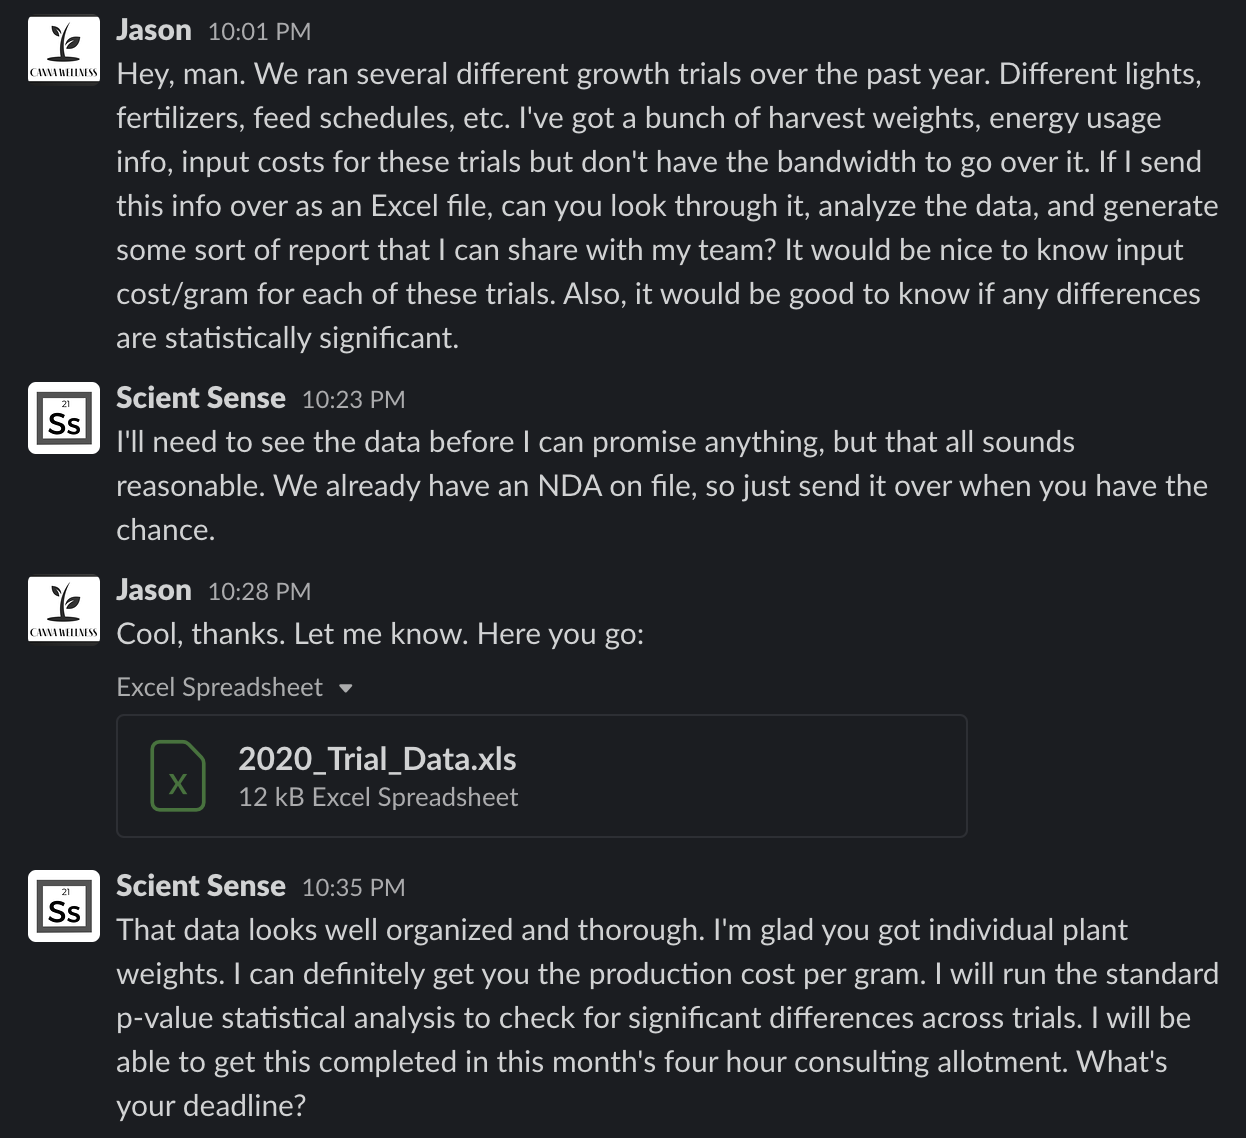 Jason 10:01 PM
CANNAWELLNESS
Hey, man. We ran several different growth trials over the past year. Different lights,
fertilizers, feed schedules, etc. I've got a bunch of harvest weights, energy usage
info, input costs for these trials but don't have the bandwidth to go over it. If I send
this info over as an Excel file, can you look through it, analyze the data, and generate
some sort of report that I can share with my team? It would be nice to know input
cost/gram for each of these trials. Also, it would be good to know if any differences
are statistically significant.
Scient Sense 10:23 PM
21
Ss
I'll need to see the data before I can promise anything, but that all sounds
reasonable. We already have an NDA on file, so just send it over when you have the
chance.
Jason 10:28 PM
CANNAWELLNESS
Cool, thanks. Let me know. Here you go:
Excel Spreadsheet
X
2020_Trial_Data.xls
12 kB Excel Spreadsheet
Scient Sense 10:35 PM
21
Ss
That data looks well organized and thorough. I'm glad you got individual plant
weights. I can definitely get you the production cost per gram. I will run the standard
p-value statistical analysis to check for significant differences across trials. I will be
able to get this completed in this month's four hour consulting allotment. What's
your deadline?